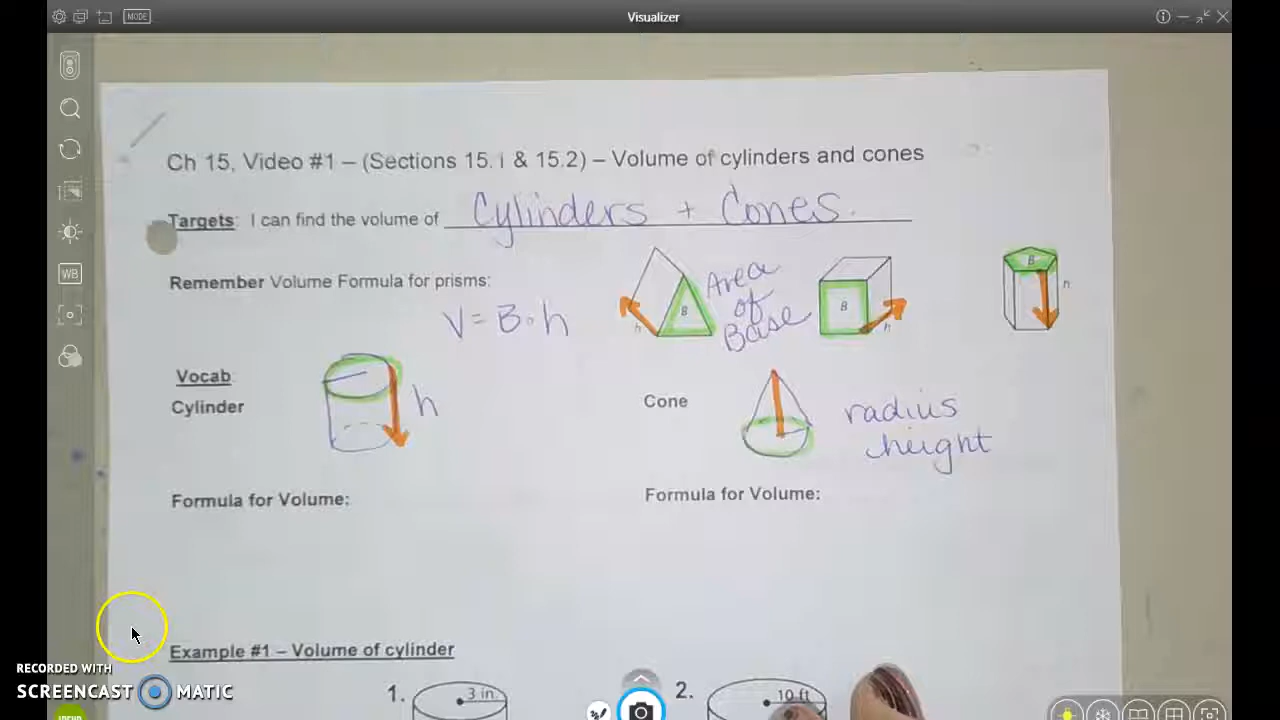 Visualizer
MODE
Ch 15, Video #1 – (Sections 15.1 & 15.2) – Volume of cylinders and cones
Targets: I can find the volume of Cylinders + Cones.
Remember Volume Formula for prisms:
V = B · h
h
B
Area
of
Base
B
h
B
h
Vocab
Cylinder
h
Cone
radius
height
Formula for Volume:
Formula for Volume:
Example #1 – Volume of cylinder
1.
3 in.
2.
10 ft
WB
RECORDED WITH
SCREENCAST MATIC